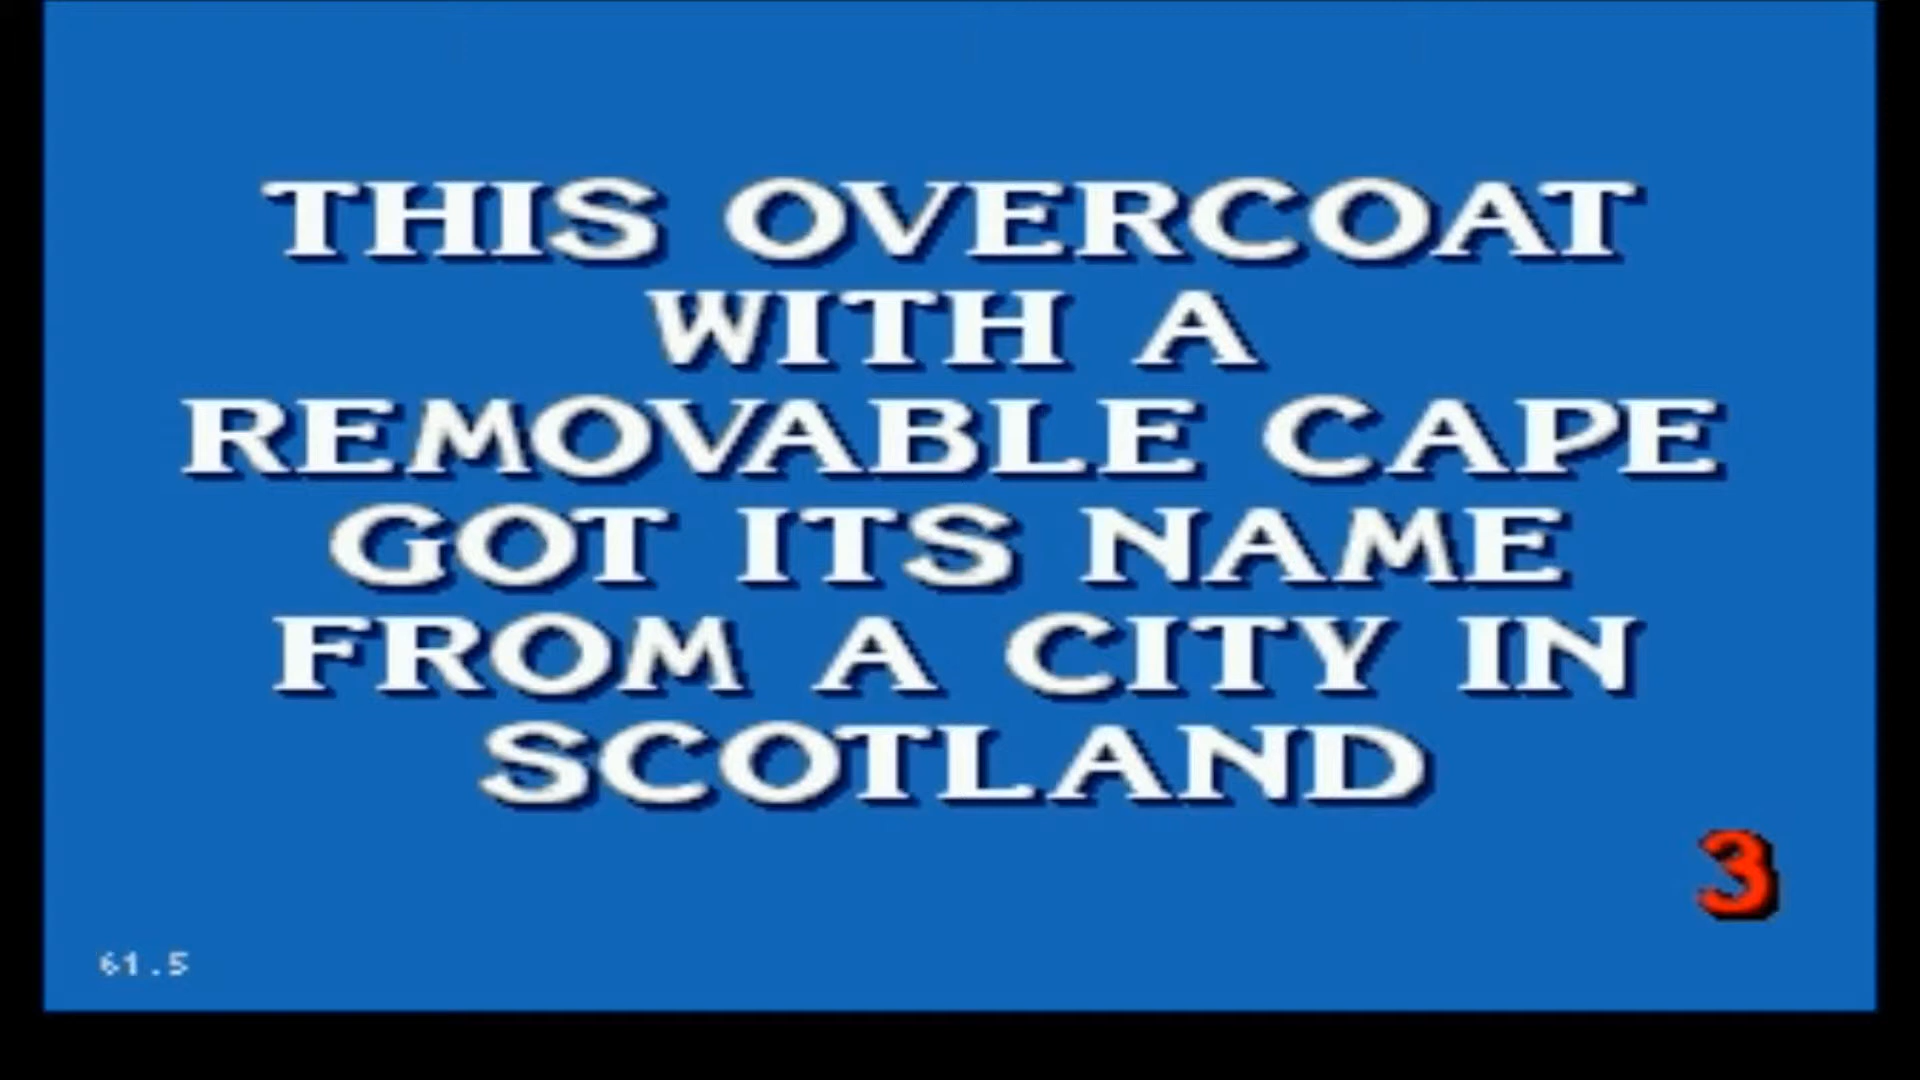 THIS OVERCOAT
WITH A
REMOVABLE CAPE
GOT ITS NAME
FROM A CITY IN
SCOTLAND
3
61.5